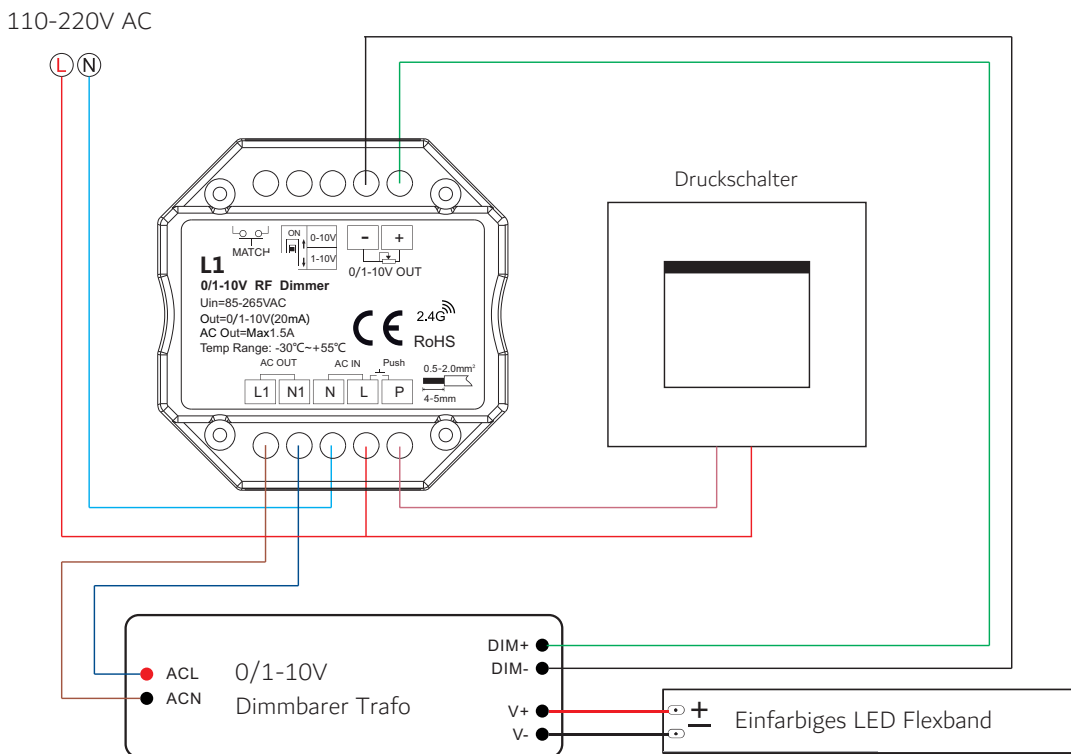 110-220V AC
L N
Druckschalter
MATCH
ON
0-10V
1-10V
- +
0/1-10V OUT
L1
0/1-10V RF Dimmer
Uin=85-265VAC
Out=0/1-10V(20mA)
AC Out=Max1.5A
Temp Range: -30℃~+55℃
CE
2.4G
RoHS
AC OUT AC IN Push
L1 N1 N L P
0.5-2.0mm²
4-5mm
ACL
ACN
0/1-10V
Dimmbarer Trafo
DIM+
DIM-
V+
V-
+
-
Einfarbiges LED Flexband